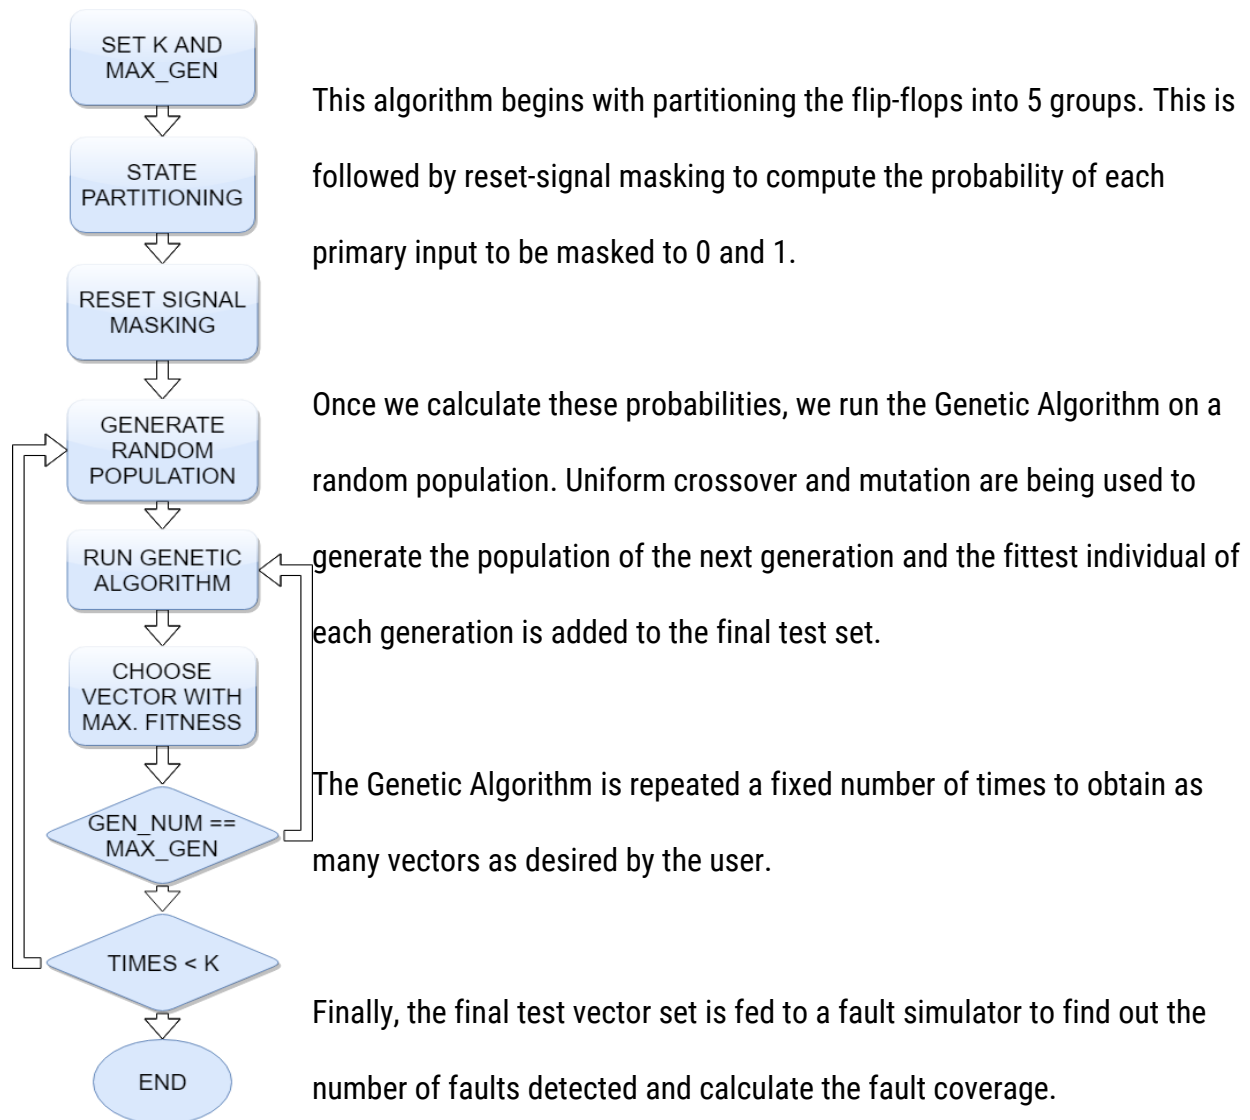 SET K AND
MAX_GEN
STATE
PARTITIONING
RESET SIGNAL
MASKING
GENERATE
RANDOM
POPULATION
RUN GENETIC
ALGORITHM
CHOOSE
VECTOR WITH
MAX. FITNESS
GEN_NUM ==
MAX_GEN
TIMES < K
END
This algorithm begins with partitioning the flip-flops into 5 groups. This is
followed by reset-signal masking to compute the probability of each
primary input to be masked to 0 and 1.
Once we calculate these probabilities, we run the Genetic Algorithm on a
random population. Uniform crossover and mutation are being used to
generate the population of the next generation and the fittest individual of
each generation is added to the final test set.
The Genetic Algorithm is repeated a fixed number of times to obtain as
many vectors as desired by the user.
Finally, the final test vector set is fed to a fault simulator to find out the
number of faults detected and calculate the fault coverage.